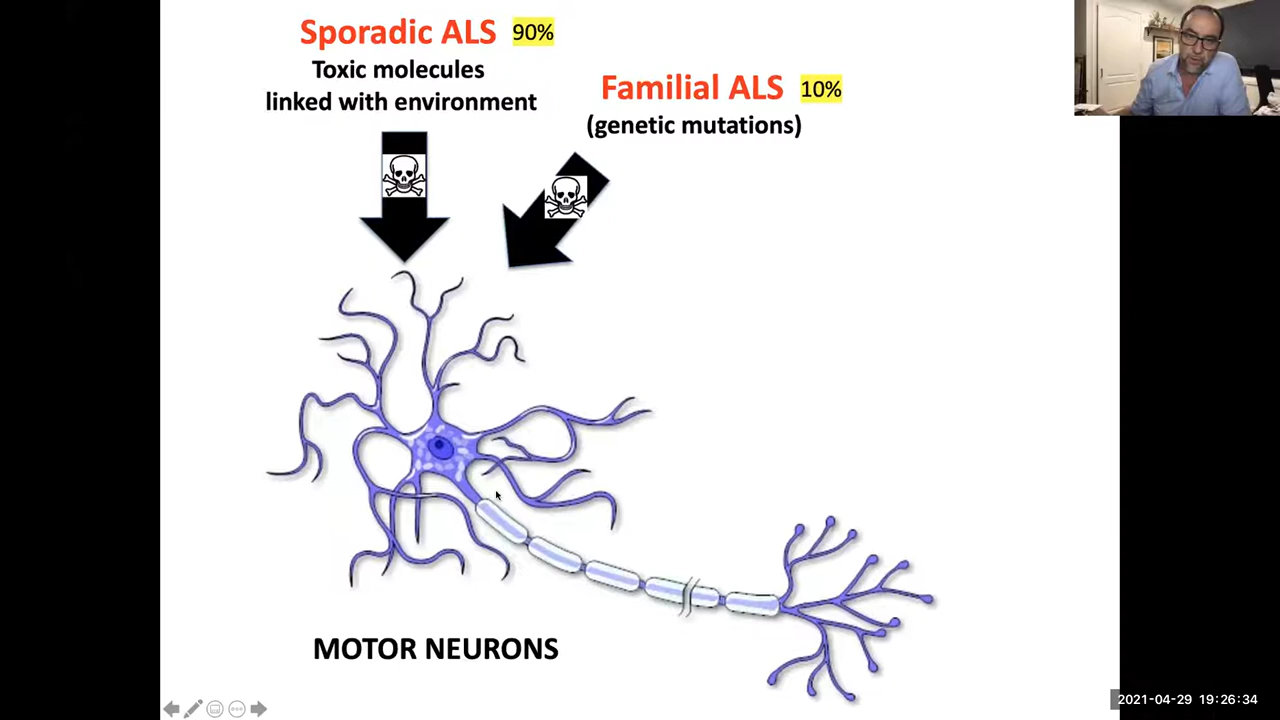 Sporadic ALS 90%
Toxic molecules
linked with environment
Familial ALS 10%
(genetic mutations)
MOTOR NEURONS
2021-04-29 19:26:34